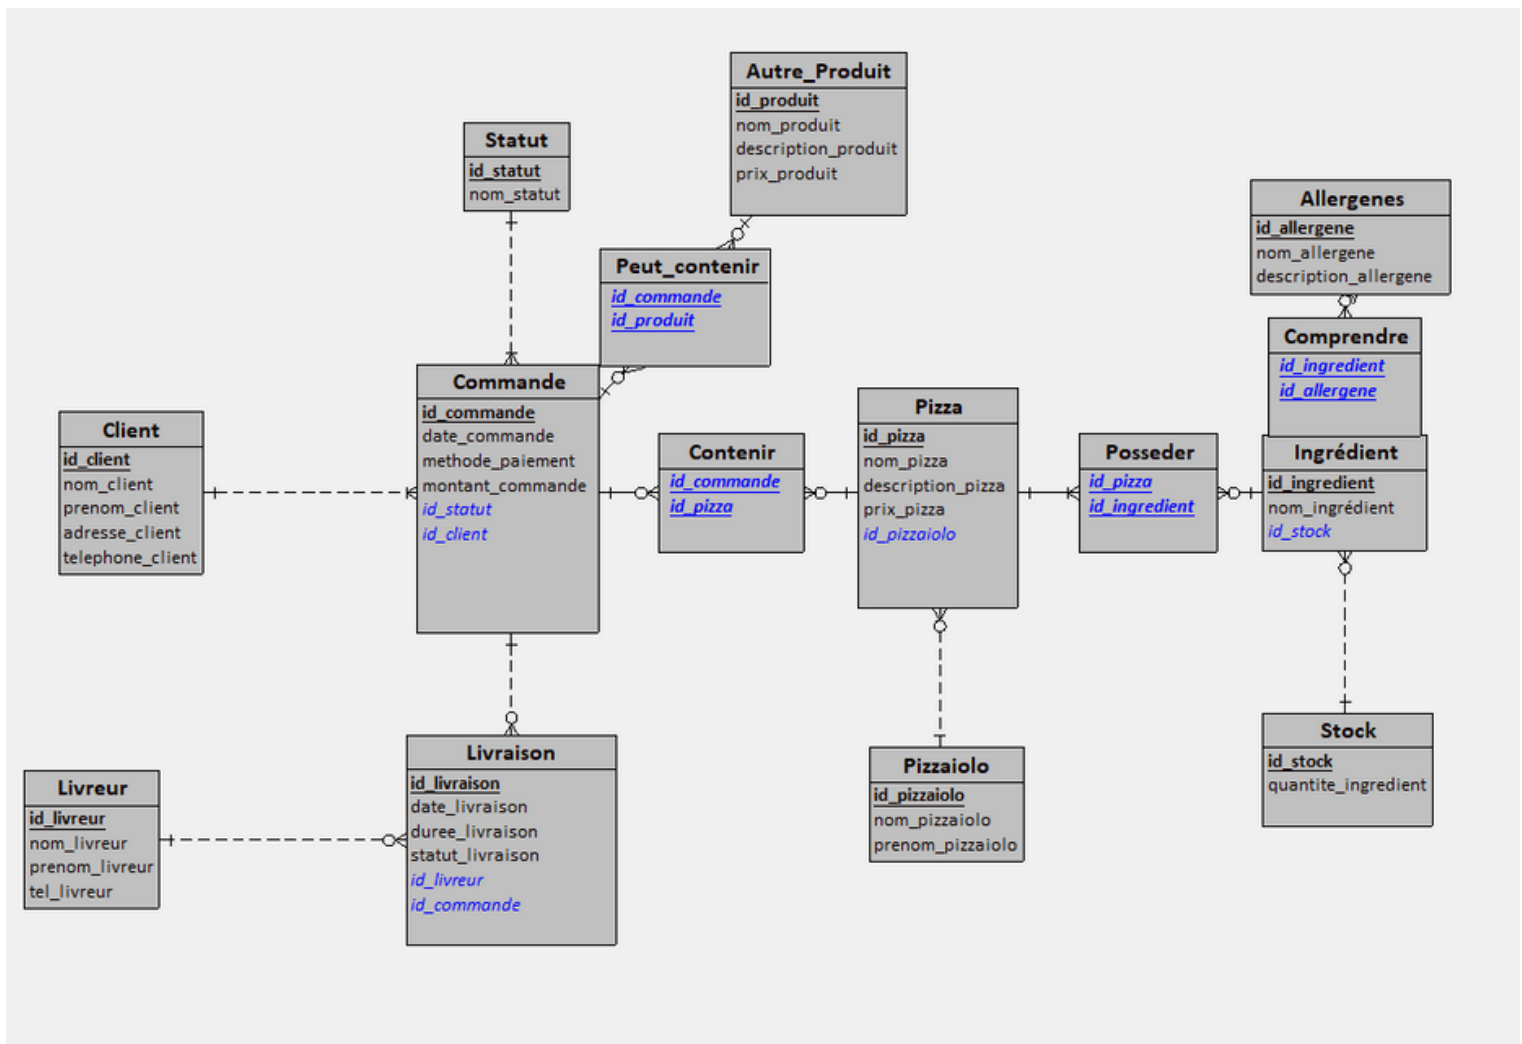 Autre_Produit
id_produit
nom_produit
description_produit
prix_produit
Statut
id_statut
nom_statut
Allergenes
id_allergene
nom_allergene
description_allergene
Peut_contenir
id_commande
id_produit
Comprendre
id_ingredient
id_allergene
Commande
id_commande
date_commande
methode_paiement
montant_commande
id_statut
id_client
Client
id_client
nom_client
prenom_client
adresse_client
telephone_client
Contenir
id_commande
id_pizza
Pizza
id_pizza
nom_pizza
description_pizza
prix_pizza
id_pizzaiolo
Posseder
id_pizza
id_ingredient
Ingrédient
id_ingredient
nom_ingrédient
id_stock
Livreur
id_livreur
nom_livreur
prenom_livreur
tel_livreur
Livraison
id_livraison
date_livraison
duree_livraison
statut_livraison
id_livreur
id_commande
Pizzaiolo
id_pizzaiolo
nom_pizzaiolo
prenom_pizzaiolo
Stock
id_stock
quantite_ingredient